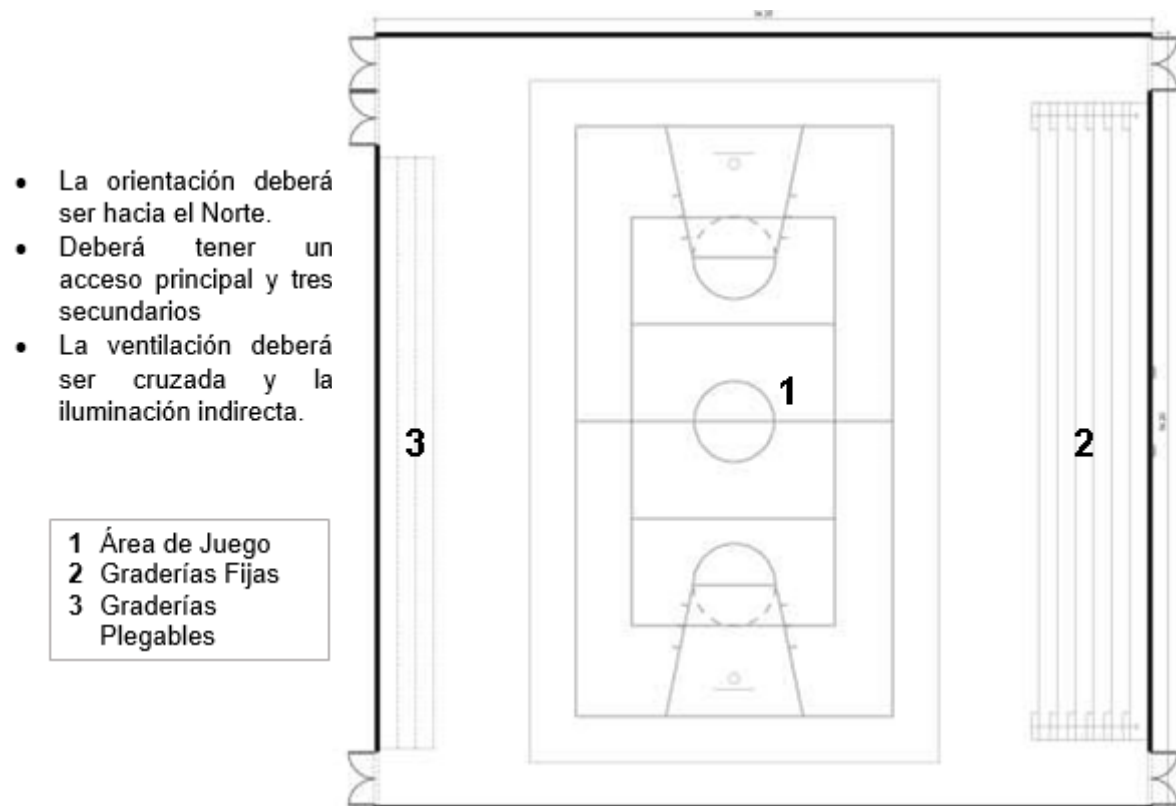 • La orientación deberá
ser hacia el Norte.
• Deberá tener un
acceso principal y tres
secundarios
• La ventilación deberá
ser cruzada y la
iluminación indirecta.
1 Área de Juego
2 Graderías Fijas
3 Graderías
Plegables
1
2
3